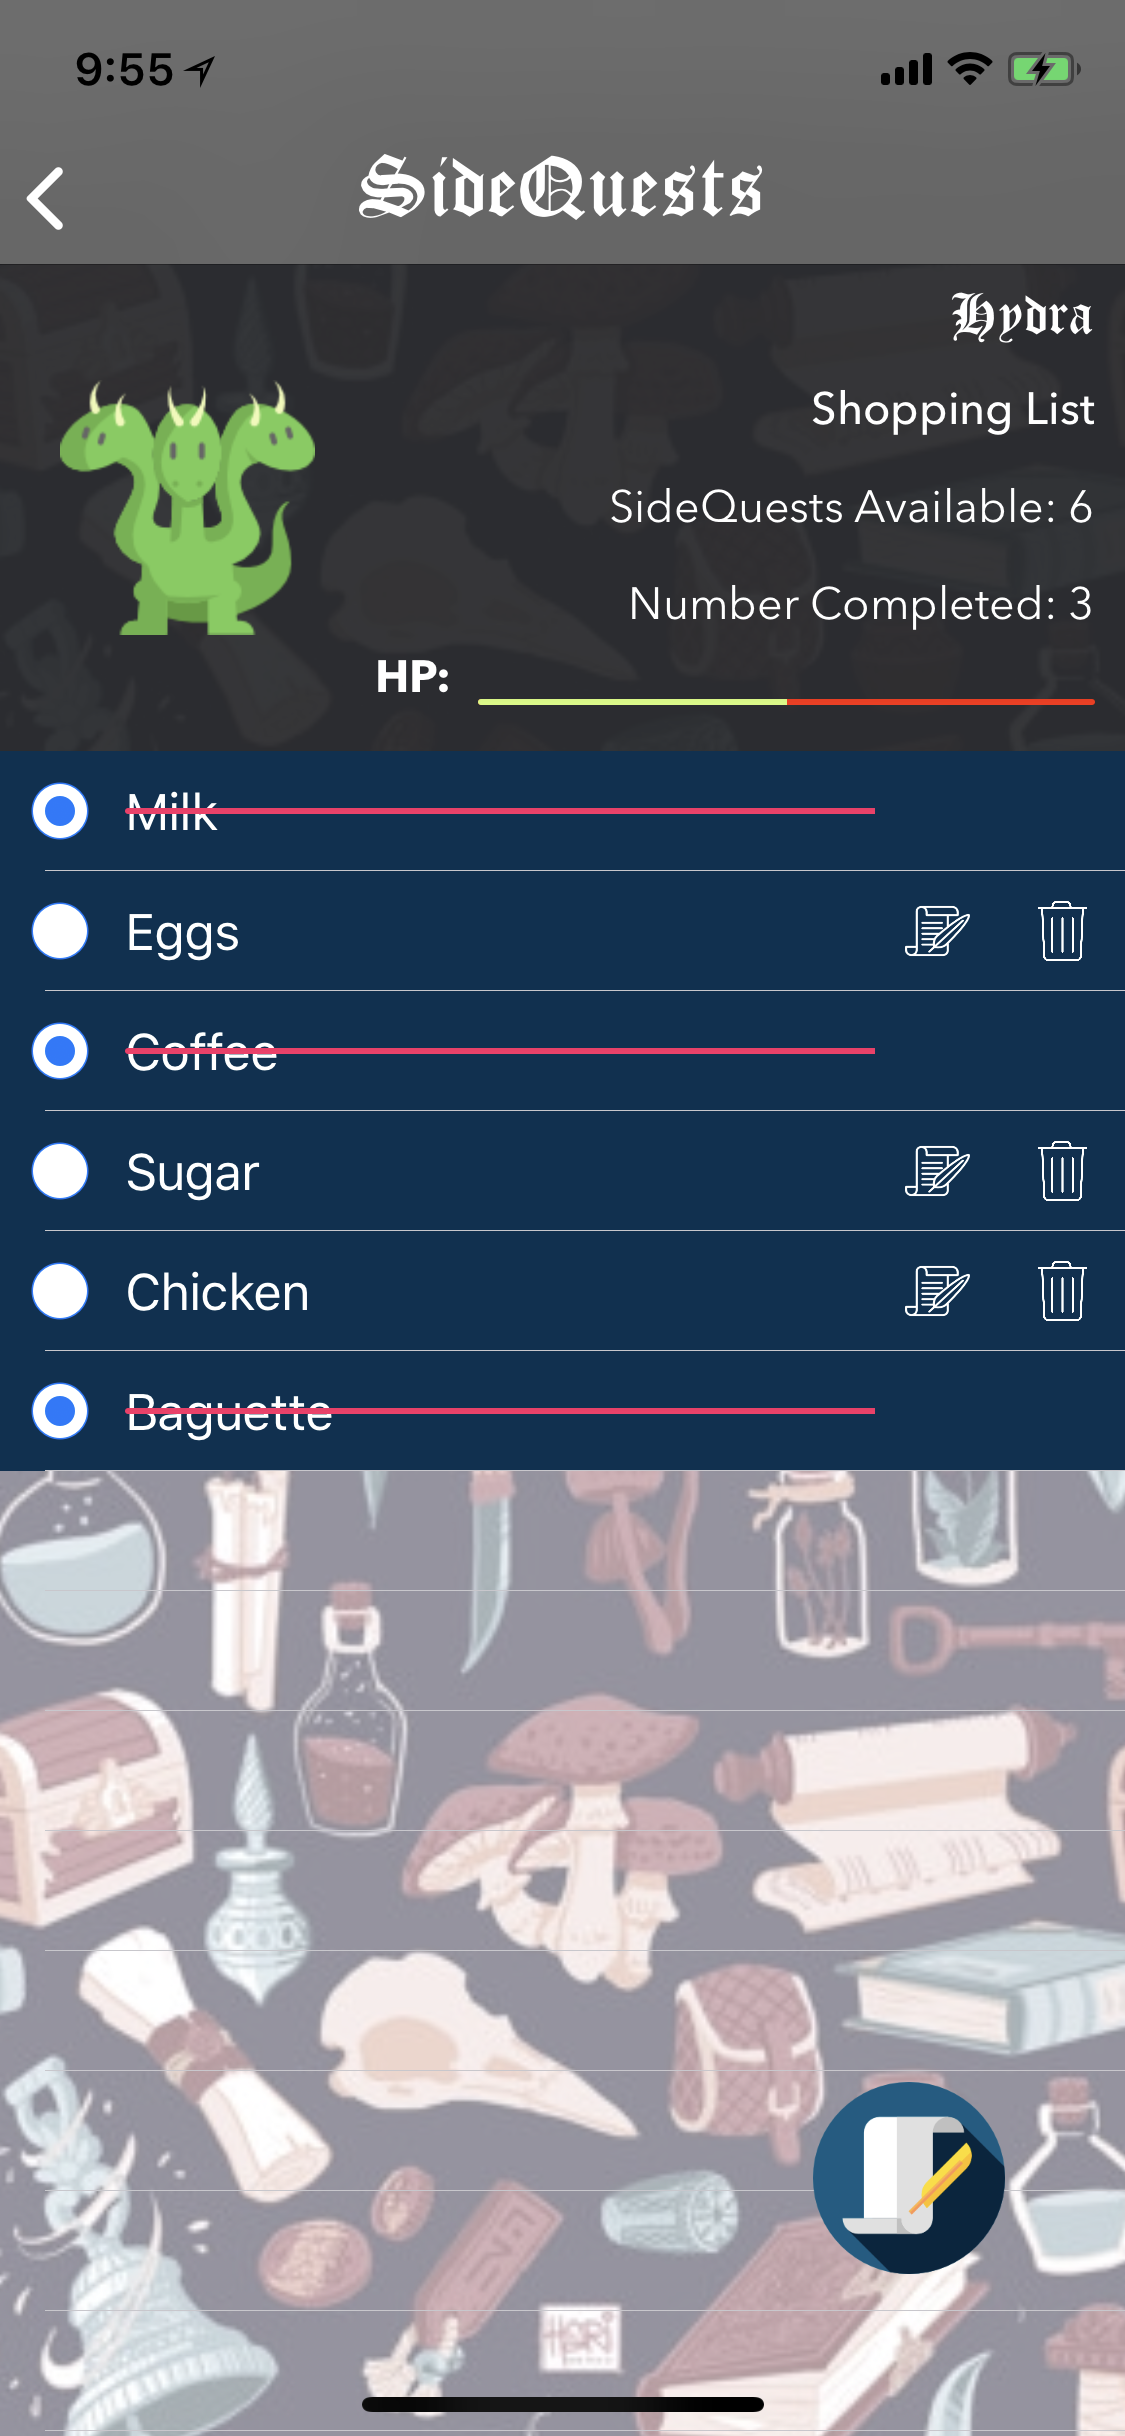 9:55
SideQuests
Hydra
Shopping List
SideQuests Available: 6
Number Completed: 3
HP:
Milk
Eggs
Coffee
Sugar
Chicken
Baguette